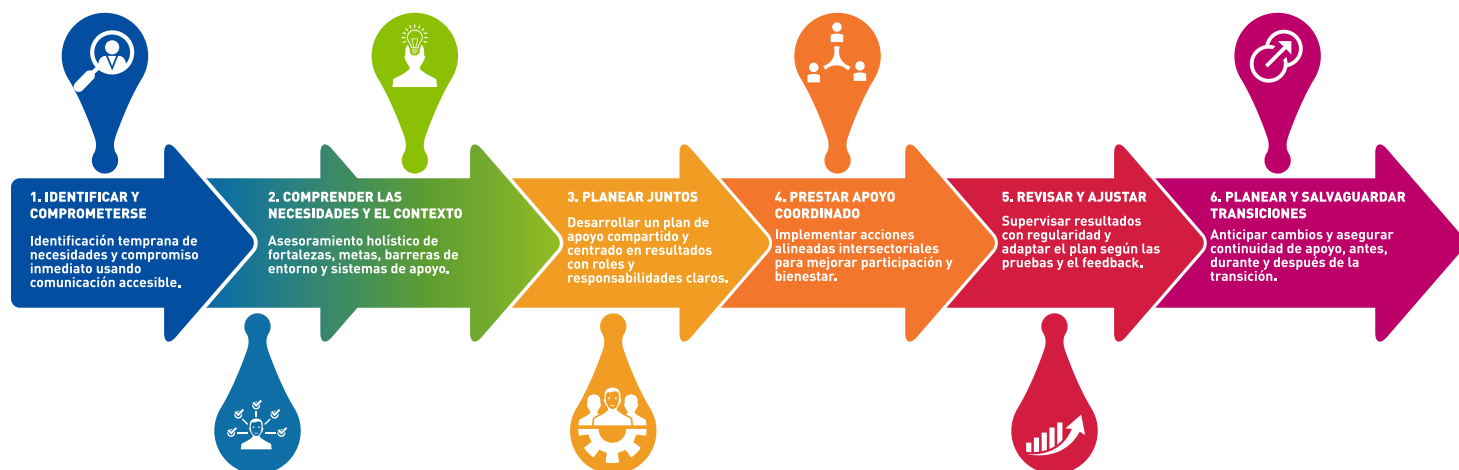 1. IDENTIFICAR Y
COMPROMETERSE
Identificación temprana de
necesidades y compromiso
inmediato usando
comunicación accesible.
2. COMPRENDER LAS
NECESIDADES Y EL CONTEXTO
Asesoramiento holístico de
fortalezas, metas, barreras de
entorno y sistemas de apoyo.
3. PLANEAR JUNTOS
Desarrollar un plan de
apoyo compartido y
centrado en resultados
con roles y
responsabilidades claros.
4. PRESTAR APOYO
COORDINADO
Implementar acciones
alineadas intersectoriales
para mejorar participación y
bienestar.
5. REVISAR Y AJUSTAR
Supervisar resultados
con regularidad y
adaptar el plan según las
pruebas y el feedback.
6. PLANEAR Y SALVAGUARDAR
TRANSICIONES
Anticipar cambios y asegurar
continuidad de apoyo, antes,
durante y después de la
transición.